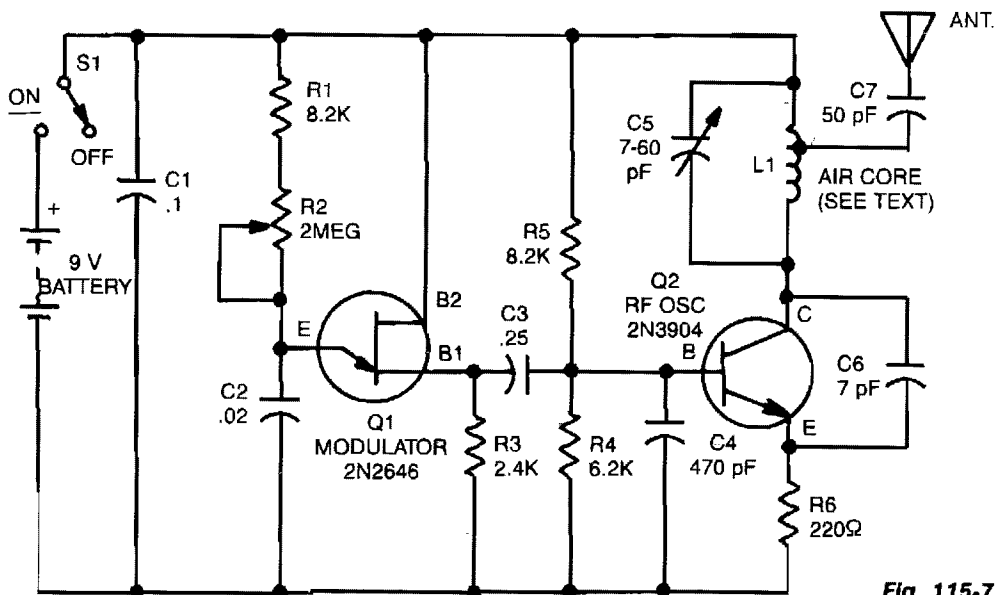 ANT.
S1
ON
OFF
+
9 V
BATTERY
C1
.1
R1
8.2K
R2
2MEG
E
C2
.02
B2
B1
Q1
MODULATOR
2N2646
C3
.25
R3
2.4K
R5
8.2K
R4
6.2K
C4
470 pF
C5
7-60
pF
L1
AIR CORE
(SEE TEXT)
C7
50 pF
Q2
RF OSC
2N3904
B
C
E
C6
7 pF
R6
220Ω
Fig. 115-7